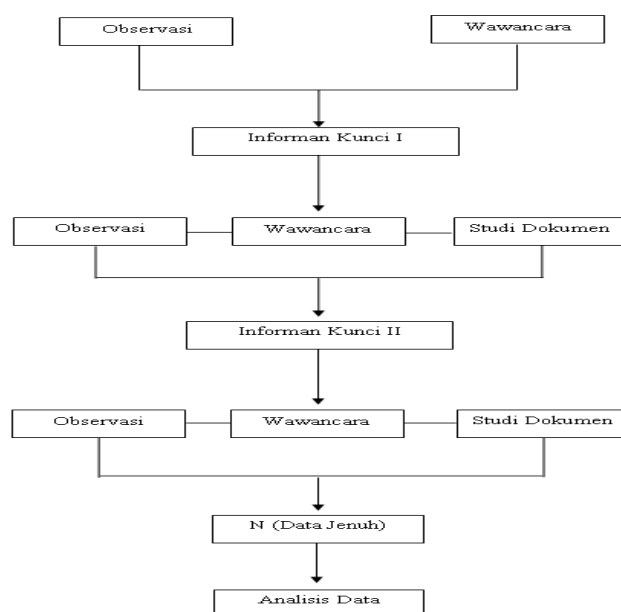 Observasi
Wawancara
Informan Kunci I
Observasi
Wawancara
Studi Dokumen
Informan Kunci II
Observasi
Wawancara
Studi Dokumen
N (Data Jenuh)
Analisis Data